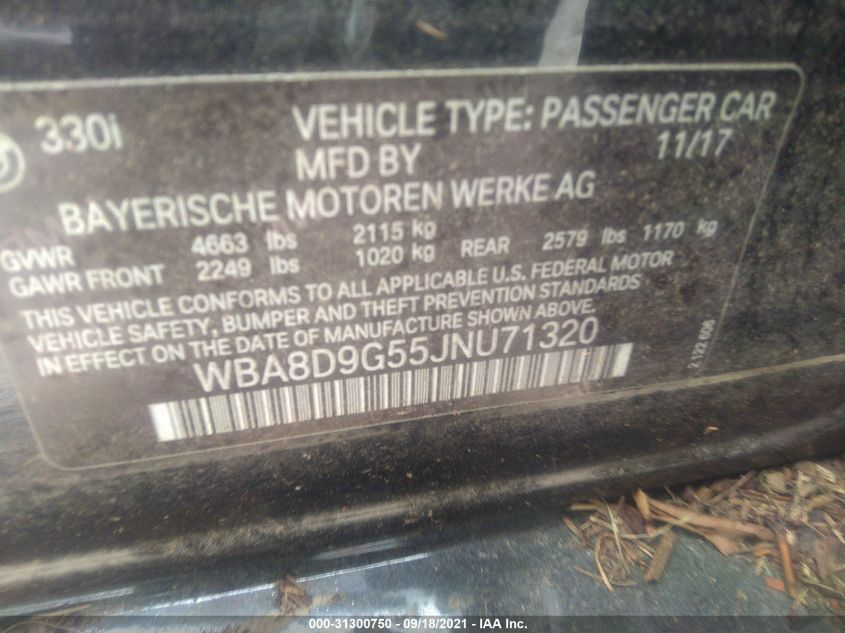 330i VEHICLE TYPE: PASSENGER CAR
MFD BY 11/17
BAYERISCHE MOTOREN WERKE AG
GVWR 4663 lbs 2115 kg
GAWR FRONT 2249 lbs 1020 kg REAR 2579 lbs 1170 kg
THIS VEHICLE CONFORMS TO ALL APPLICABLE U.S. FEDERAL MOTOR
VEHICLE SAFETY, BUMPER AND THEFT PREVENTION STANDARDS
IN EFFECT ON THE DATE OF MANUFACTURE SHOWN ABOVE.
WBA8D9G55JNU71320
2.122 606
000-31300750 - 09/18/2021 - IAA Inc.